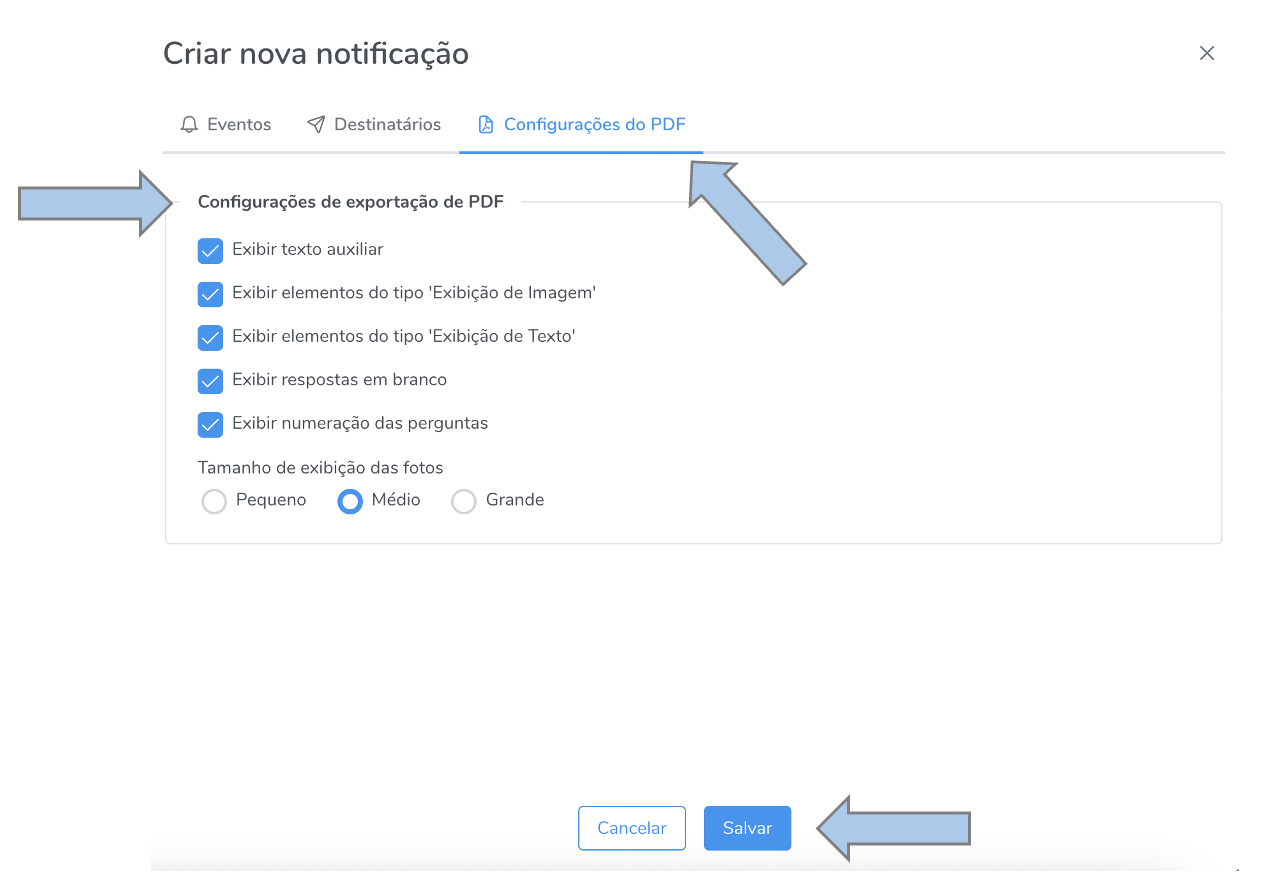 Criar nova notificação
Eventos Destinatários Configurações do PDF
Configurações de exportação de PDF
Exibir texto auxiliar
Exibir elementos do tipo 'Exibição de Imagem'
Exibir elementos do tipo 'Exibição de Texto'
Exibir respostas em branco
Exibir numeração das perguntas
Tamanho de exibição das fotos
Pequeno Médio Grande
Cancelar Salvar